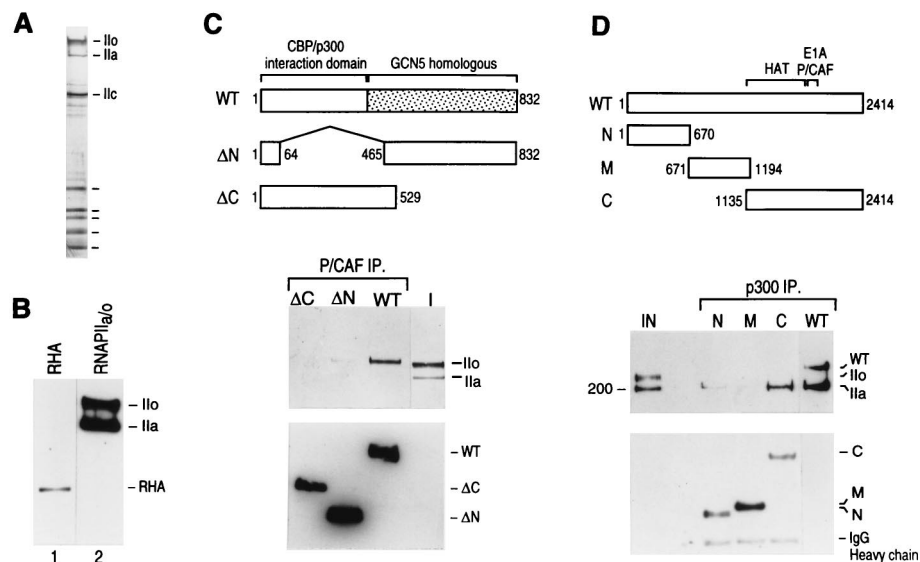 A
IIo
IIa
IIc
B
RHA
RNAPIIa/o
IIo
IIa
RHA
1 2
C
CBP/p300
interaction domain
GCN5 homologous
WT 1 832
ΔN 1 64 465 832
ΔC 1 529
P/CAF IP.
ΔC ΔN WT I
IIo
IIa
WT
ΔC
ΔN
D
E1A
HAT P/CAF
WT 1 2414
N 1 670
M 671 1194
C 1135 2414
p300 IP.
IN N M C WT
WT
IIo
200 IIa
C
M
N
IgG
Heavy chain